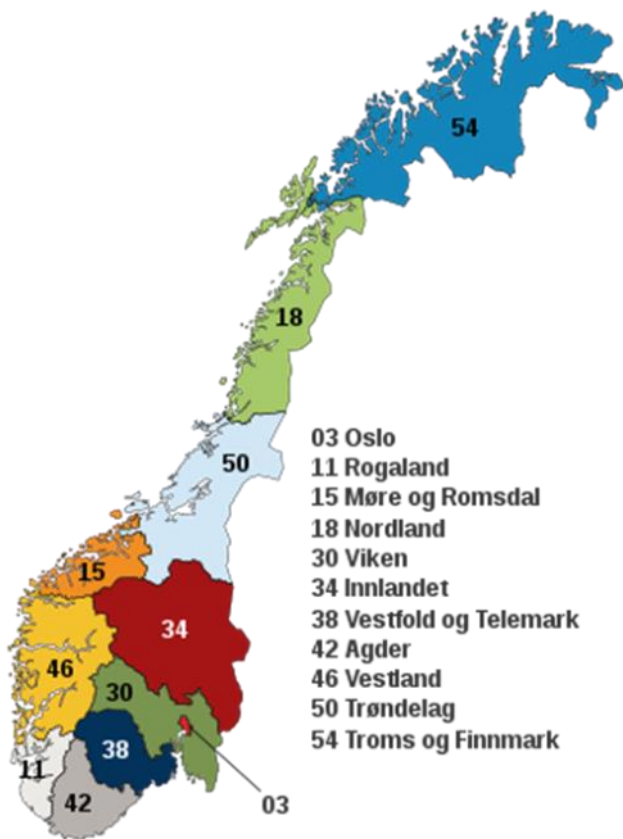 54
18
50
15
34
46
30
38
11
42
03
03 Oslo
11 Rogaland
15 Møre og Romsdal
18 Nordland
30 Viken
34 Innlandet
38 Vestfold og Telemark
42 Agder
46 Vestland
50 Trøndelag
54 Troms og Finnmark